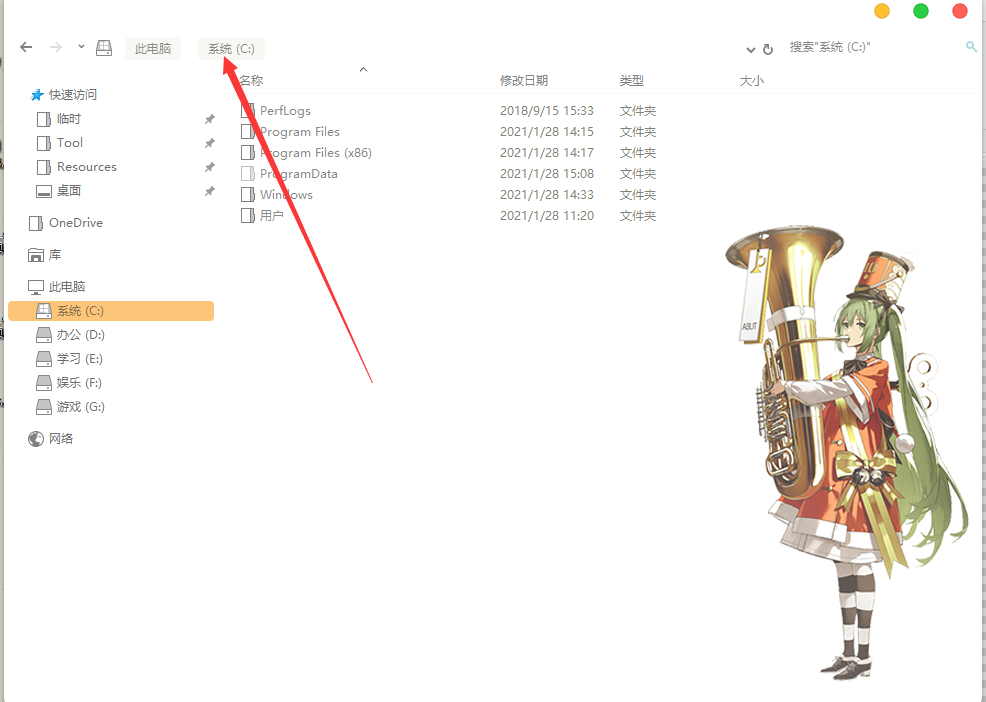 此电脑 系统 (C:) 搜索"系统 (C:)"
名称 修改日期 类型 大小
快速访问
临时
Tool
Resources
桌面
OneDrive
库
此电脑
系统 (C:)
办公 (D:)
学习 (E:)
娱乐 (F:)
游戏 (G:)
网络
PerfLogs 2018/9/15 15:33 文件夹
Program Files 2021/1/28 14:15 文件夹
Program Files (x86) 2021/1/28 14:17 文件夹
ProgramData 2021/1/28 15:08 文件夹
Windows 2021/1/28 14:33 文件夹
用户 2021/1/28 11:20 文件夹